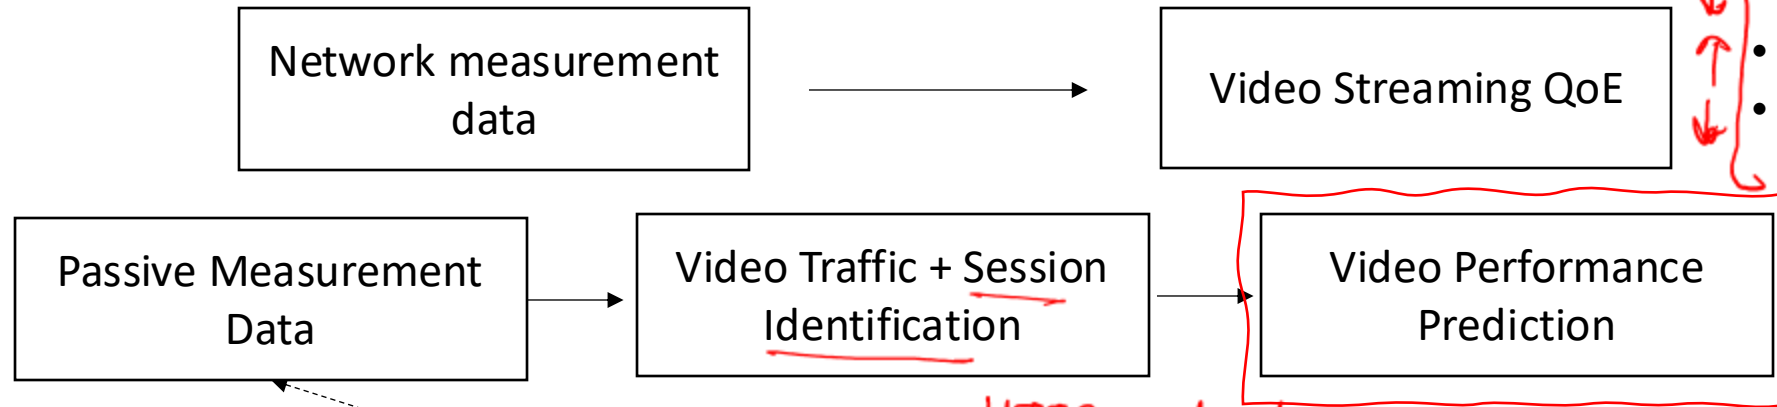 Network measurement
data
Video Streaming QoE
•
•
Passive Measurement
Data
Video Traffic + Session
Identification
Video Performance
Prediction